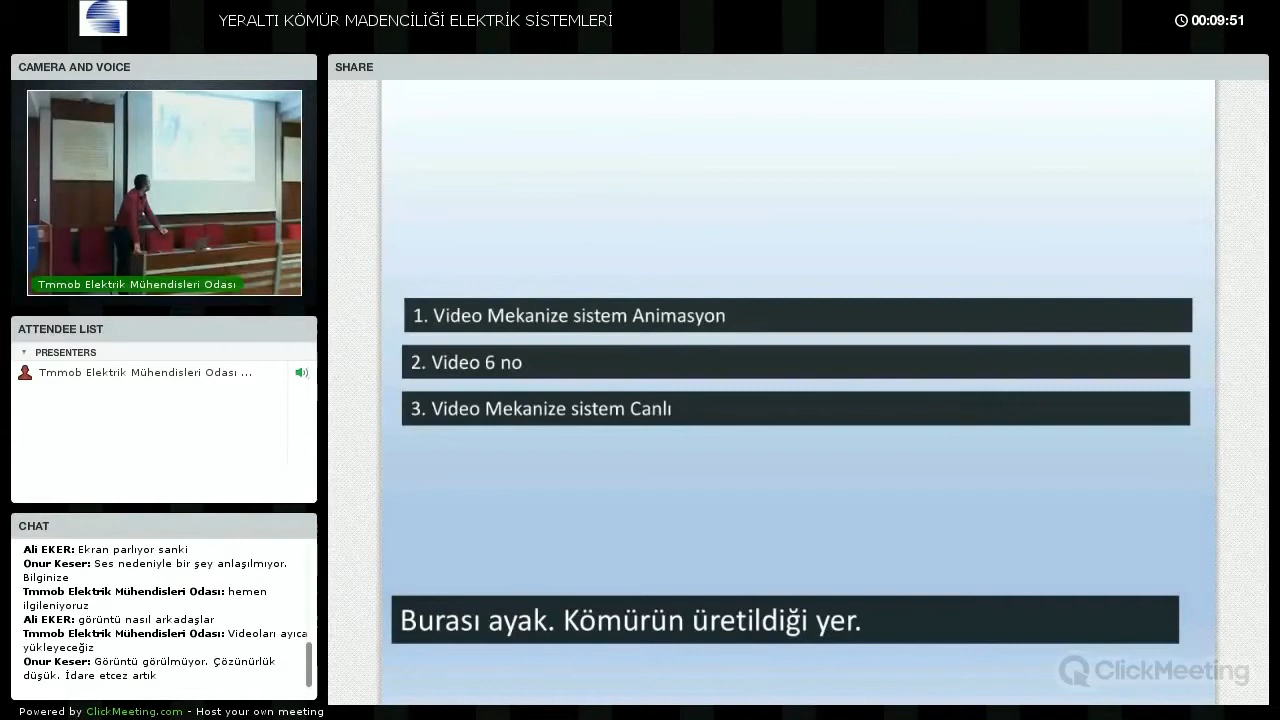 YERALTI KÖMÜR MADENCİLİĞİ ELEKTRİK SİSTEMLERİ
00:09:51
CAMERA AND VOICE
Tmmob Elektrik Mühendisleri Odası
ATTENDEE LIST
PRESENTERS
Tmmob Elektrik Mühendisleri Odası ...
CHAT
Ali EKER: Ekran parlıyor sanki
Onur Keser: Ses nedeniyle bir şey anlaşılmıyor.
Bilginize
Tmmob Elektrik Mühendisleri Odası: hemen
ilgileniyoruz
Ali EKER: görüntü nasıl arkadaşlar
Tmmob Elektrik Mühendisleri Odası: Videoları ayıca
yükleyeceğiz
Onur Keser: Görüntü görülmüyor. Çözünürlük
düşük. İdare etcez artık
SHARE
1. Video Mekanize sistem Animasyon
2. Video 6 no
3. Video Mekanize sistem Canlı
Burası ayak. Kömürün üretildiği yer.
ClickMeeting
Powered by ClickMeeting.com - Host your own meeting